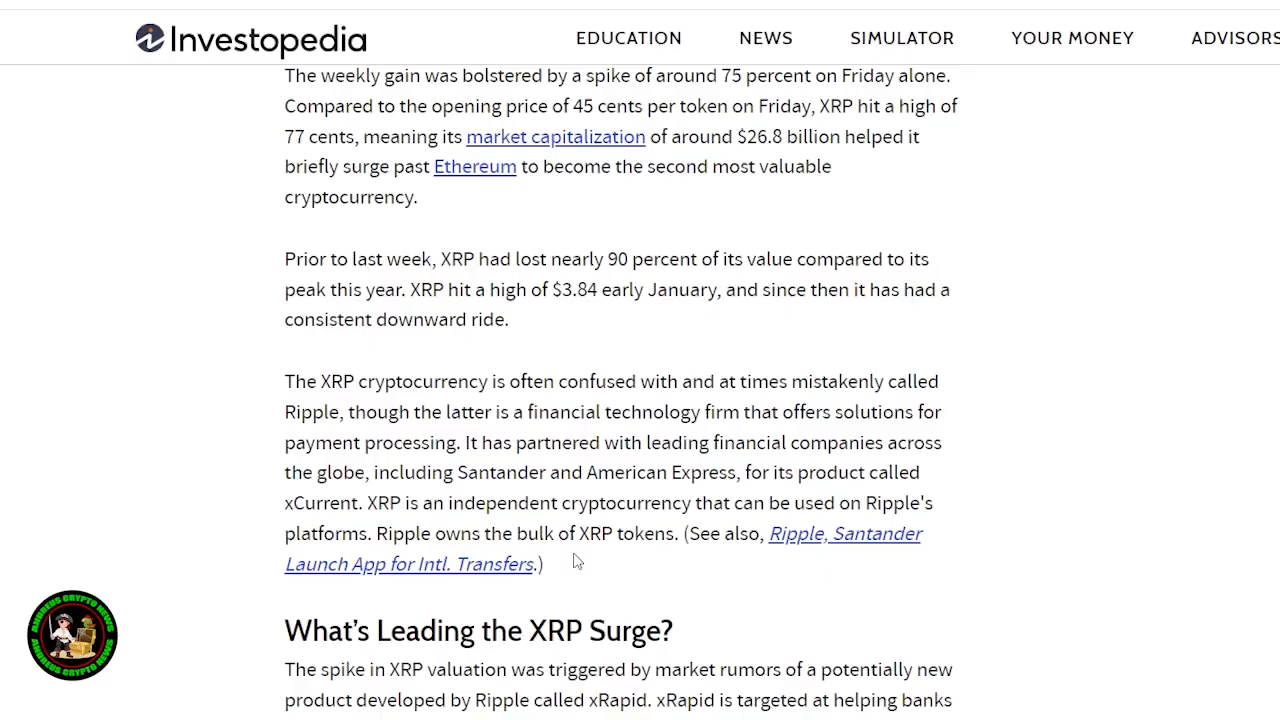 Investopedia
EDUCATION NEWS SIMULATOR YOUR MONEY ADVISORS
The weekly gain was bolstered by a spike of around 75 percent on Friday alone.
Compared to the opening price of 45 cents per token on Friday, XRP hit a high of
77 cents, meaning its market capitalization of around $26.8 billion helped it
briefly surge past Ethereum to become the second most valuable
cryptocurrency.
Prior to last week, XRP had lost nearly 90 percent of its value compared to its
peak this year. XRP hit a high of $3.84 early January, and since then it has had a
consistent downward ride.
The XRP cryptocurrency is often confused with and at times mistakenly called
Ripple, though the latter is a financial technology firm that offers solutions for
payment processing. It has partnered with leading financial companies across
the globe, including Santander and American Express, for its product called
xCurrent. XRP is an independent cryptocurrency that can be used on Ripple's
platforms. Ripple owns the bulk of XRP tokens. (See also, Ripple, Santander
Launch App for Intl. Transfers.)
What's Leading the XRP Surge?
The spike in XRP valuation was triggered by market rumors of a potentially new
product developed by Ripple called xRapid. xRapid is targeted at helping banks
ANDREUS CRYPTO NEWS
ANDREUS CRYPTO NEWS